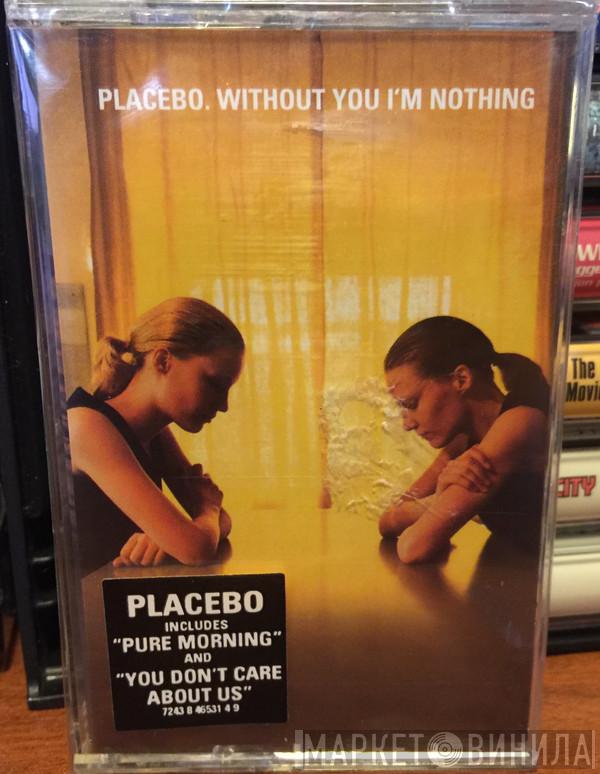 PLACEBO. WITHOUT YOU I'M NOTHING
PLACEBO
INCLUDES
"PURE MORNING"
AND
"YOU DON'T CARE
ABOUT US"
7243 8 46531 4 9
The
Movi
CITY
МАРКЕТ ВИНИЛА